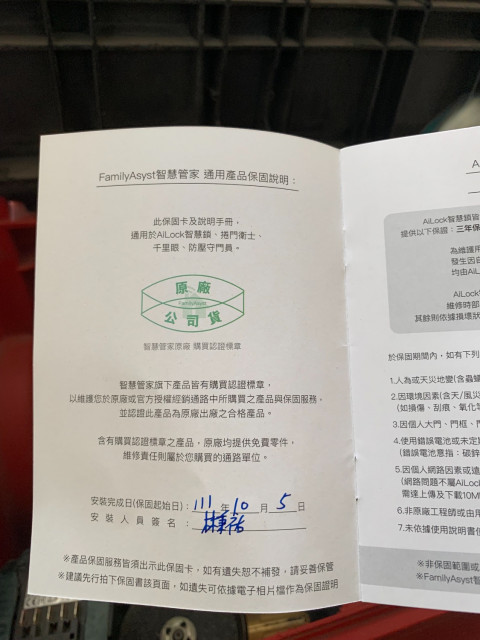 FamilyAsyst智慧管家 通用產品保固說明：
此保固卡及說明手冊，
通用於AiLock智慧鎖、捲門衛士、
千里眼、防壓守門員。
原廠
FamilyAsyst
公司貨
智慧管家原廠 購買認證標章
智慧管家旗下產品皆有購買認證標章，
以維護您於原廠或官方授權經銷通路中所購買之產品與保固服務，
並認證此產品為原廠出廠之合格產品。
含有購買認證標章之產品，原廠均提供免費零件，
維修責任則屬於您購買的通路單位。
安裝完成日(保固起始日)：111年10月5日
安裝人員簽名：
※產品保固服務皆須出示此保固卡，如有遺失恕不補發，請妥善保管
※建議先行拍下保固書該頁面，如遺失可依據電子相片檔作為保固證明
A
AiLock智慧鎖皆
提供以下保證：三年保
為維護用
發生因自
均由AiL
AiLock
維修時部
其餘則依據損壞狀
於保固期間內，如有下列
1.人為或天災地變(含蟲蟻
2.因環境因素(含天/風災
(如損傷、刮痕、氧化等
3.因個人大門、門框、門
4.使用錯誤電池或未定期
(錯誤電池意指：碳鋅
5.因個人網路因素或遠
(網路問題不屬AiLoc
需達上傳及下載10M
6.非原廠工程師或由用
7.未依據使用說明書使
※非保固範圍或
※FamilyAsyst智